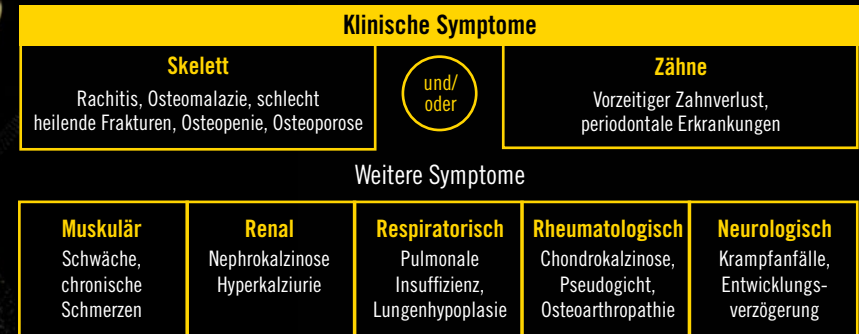 Klinische Symptome
Skelett
Rachitis, Osteomalazie, schlecht
heilende Frakturen, Osteopenie, Osteoporose
und/
oder
Zähne
Vorzeitiger Zahnverlust,
periodontale Erkrankungen
Weitere Symptome
Muskulär
Schwäche,
chronische
Schmerzen
Renal
Nephrokalzinose
Hyperkalziurie
Respiratorisch
Pulmonale
Insuffizienz,
Lungenhypoplasie
Rheumatologisch
Chondrokalzinose,
Pseudogicht,
Osteoarthropathie
Neurologisch
Krampfanfälle,
Entwicklungs-
verzögerung